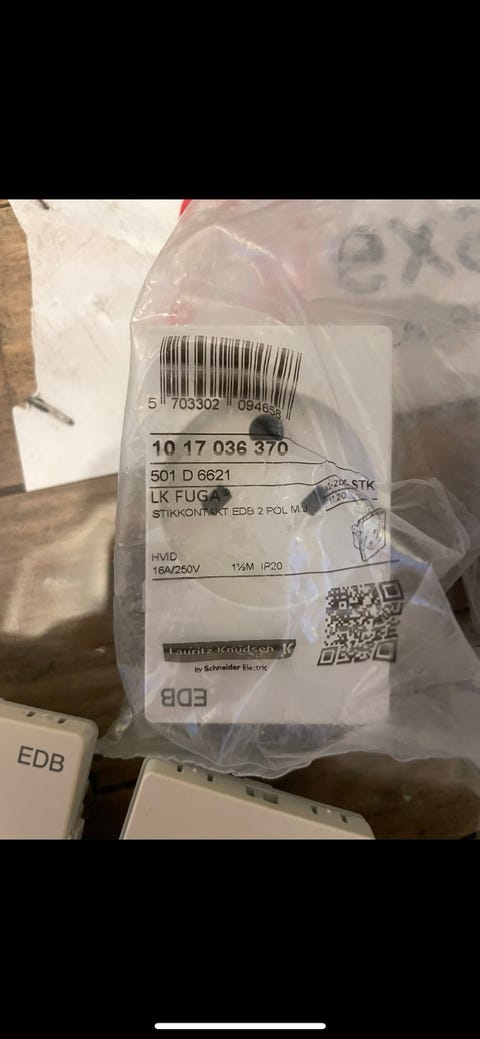 5 703302 094658
10 17 036 370
501 D 6621
STK
LK FUGA®
IP20
STIKKONTAKT EDB 2 POL M.J
HVID
16A/250V 1½M IP20
Lauritz Knudsen
by Schneider Electric
EDB
EDB